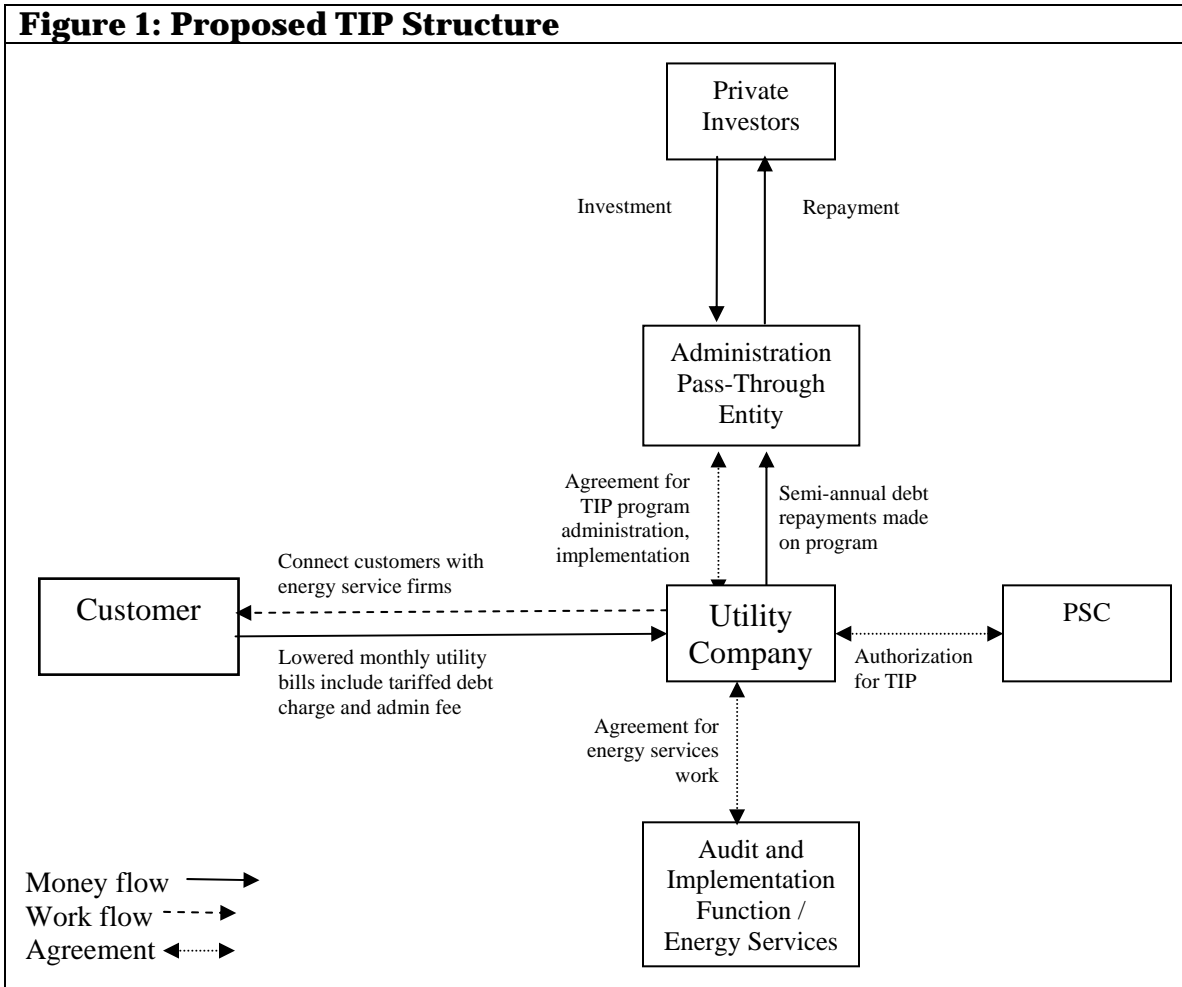 Figure 1: Proposed TIP Structure
Private
Investors
Investment
Repayment
Administration
Pass-Through
Entity
Agreement for
TIP program
administration,
implementation
Semi-annual debt
repayments made
on program
Connect customers with
energy service firms
Customer
Utility
Company
PSC
Lowered monthly utility
bills include tariffed debt
charge and admin fee
Authorization
for TIP
Agreement for
energy services
work
Audit and
Implementation
Function /
Energy Services
Money flow
Work flow
Agreement